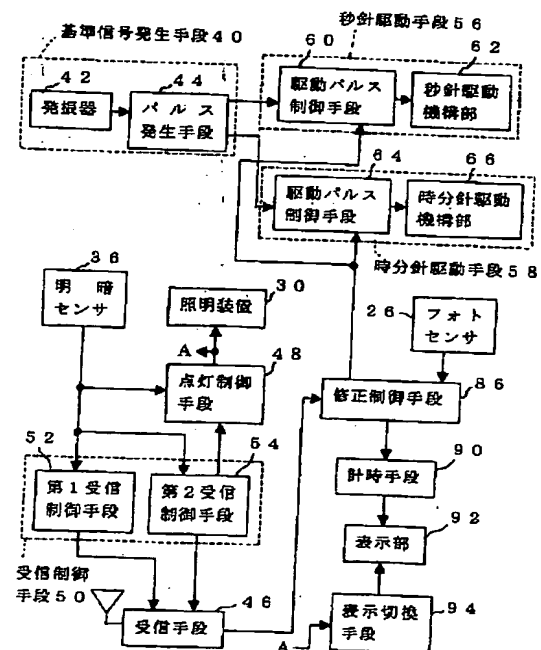 基準信号発生手段４０
秒針駆動手段５６
４２
４４
６０
６２
発振器
パルス
発生手段
駆動パルス
制御手段
秒針駆動
機構部
６４
６６
駆動パルス
制御手段
時分針駆動
機構部
時分針駆動手段５８
３６
明暗
センサ
３０
照明装置
２６
フォト
センサ
A
４８
点灯制御
手段
８６
修正制御手段
５２
５４
第１受信
制御手段
第２受信
制御手段
９０
計時手段
９２
表示部
受信制御
手段５０
４６
受信手段
９４
表示切換
手段
A